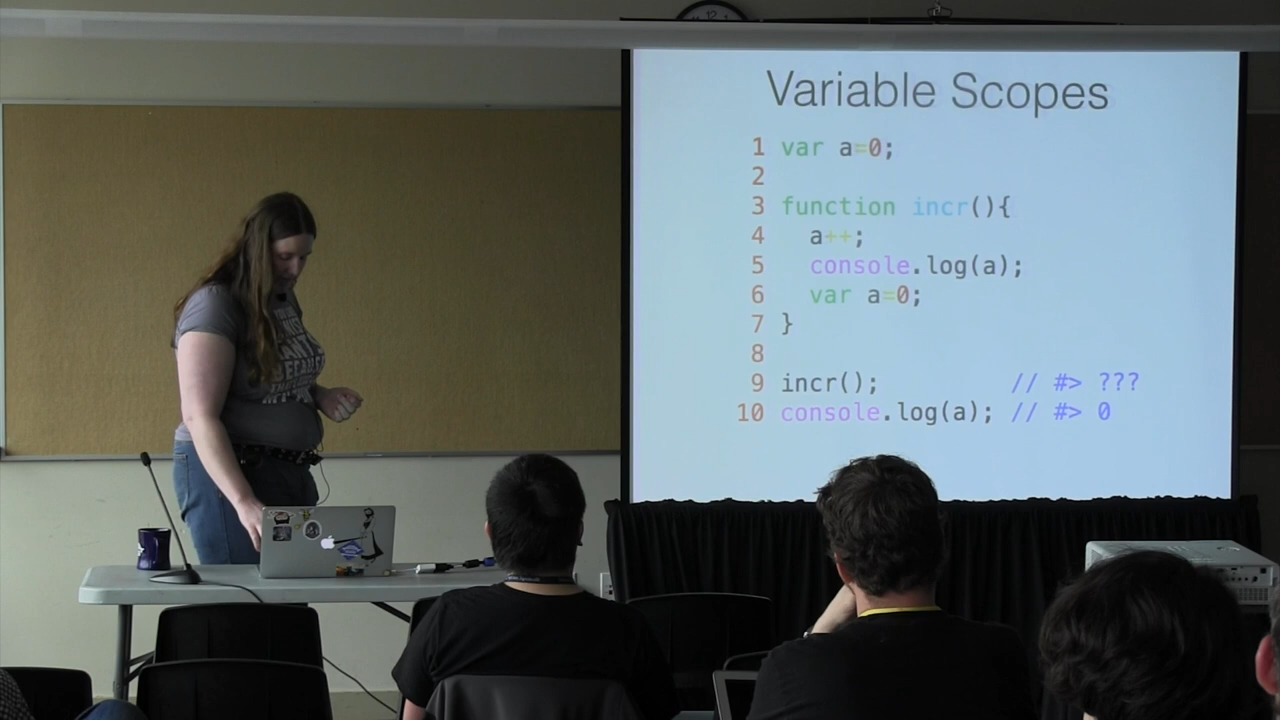 Variable Scopes
1 var a=0;
2
3 function incr(){
4   a++;
5   console.log(a);
6   var a=0;
7 }
8
9 incr();         // #> ???
10 console.log(a); // #> 0